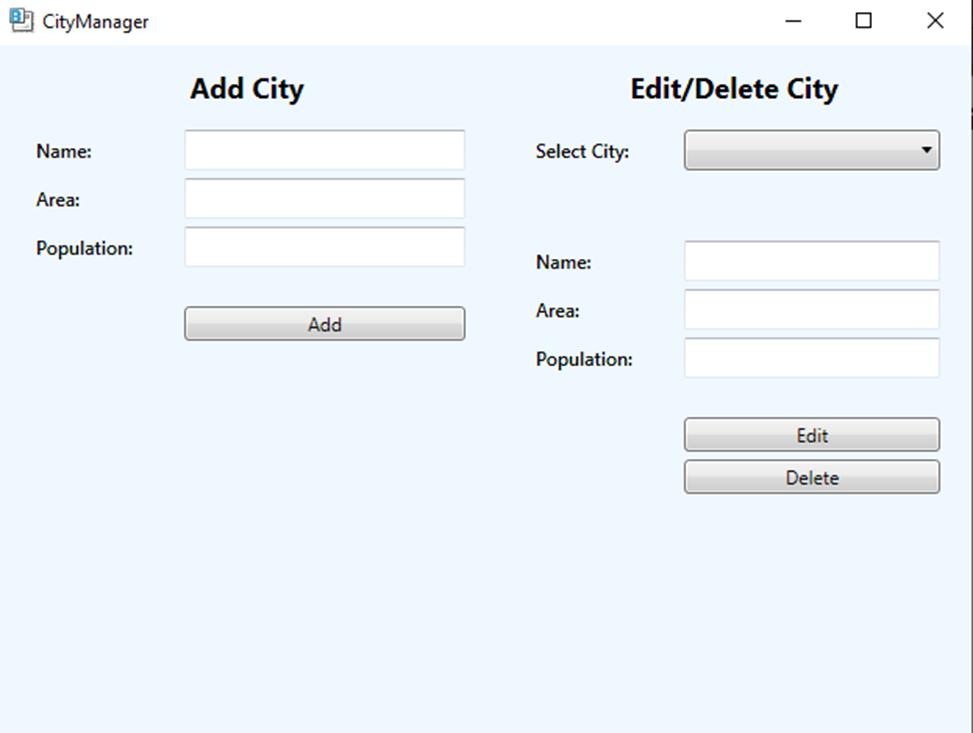 CityManager
Add City
Name:
Area:
Population:
Add
Edit/Delete City
Select City:
Name:
Area:
Population:
Edit
Delete